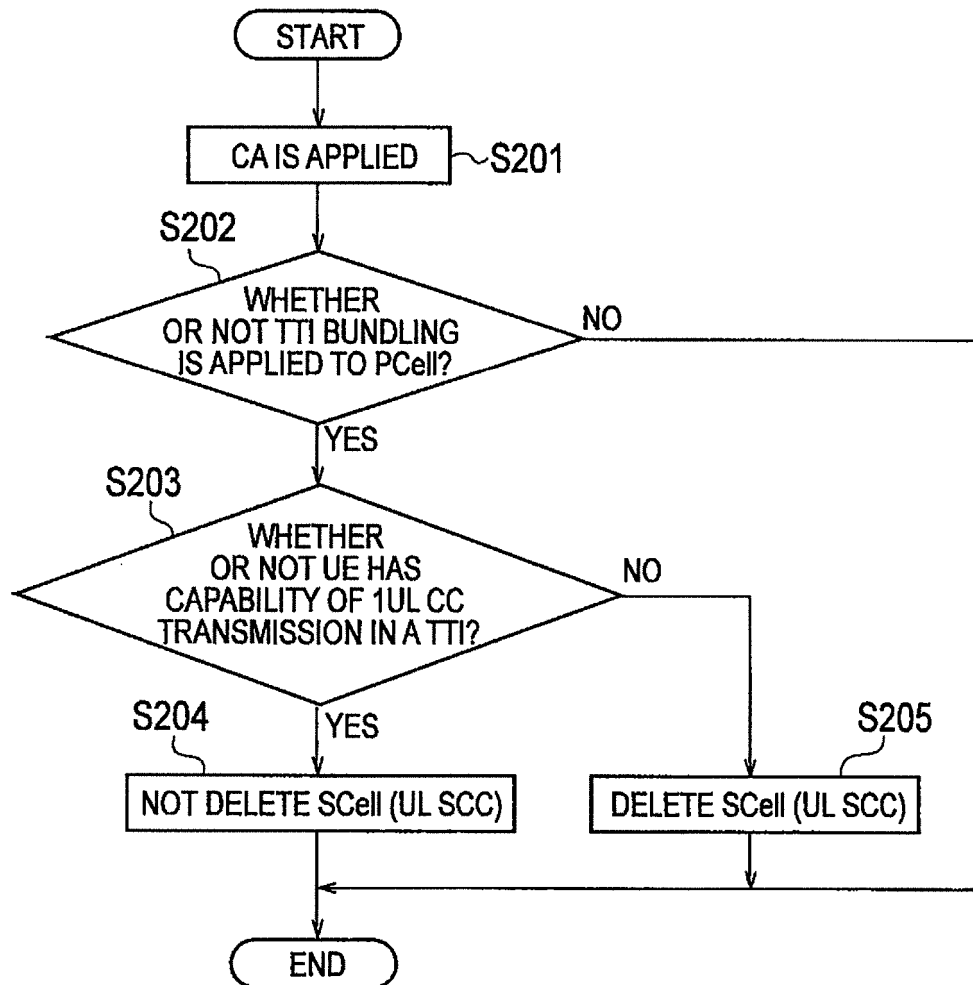 START
CA IS APPLIED
S201
S202
WHETHER
OR NOT TTI BUNDLING
IS APPLIED TO PCell?
NO
YES
S203
WHETHER
OR NOT UE HAS
CAPABILITY OF 1UL CC
TRANSMISSION IN A TTI?
NO
YES
S204
NOT DELETE SCell (UL SCC)
S205
DELETE SCell (UL SCC)
END